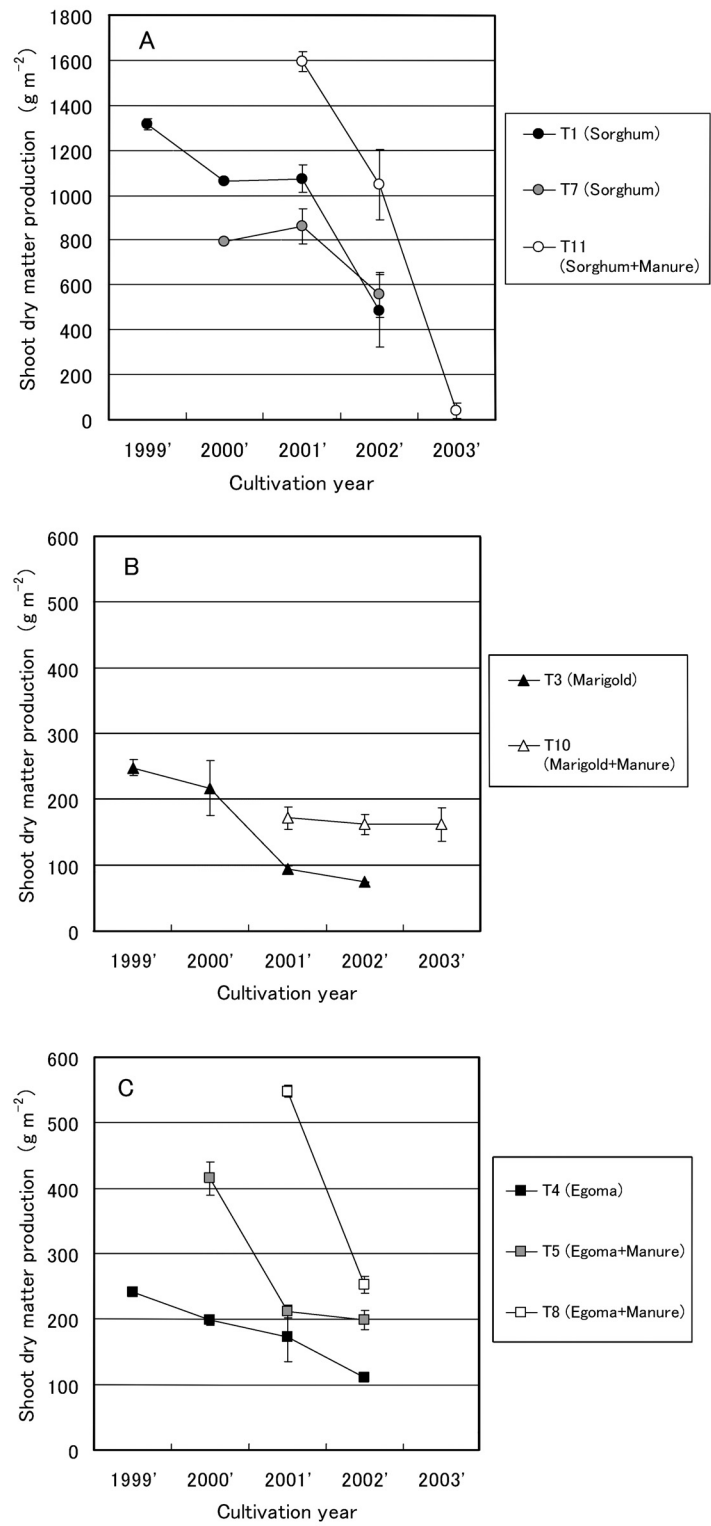 A
Shoot dry matter production (g m⁻²)
1800
1600
1400
1200
1000
800
600
400
200
0
1999' 2000' 2001' 2002' 2003'
Cultivation year
T1 (Sorghum)
T7 (Sorghum)
T11
(Sorghum+Manure)
B
Shoot dry matter production (g m⁻²)
600
500
400
300
200
100
0
1999' 2000' 2001' 2002' 2003'
Cultivation year
T3 (Marigold)
T10
(Marigold+Manure)
C
Shoot dry matter production (g m⁻²)
600
500
400
300
200
100
0
1999' 2000' 2001' 2002' 2003'
Cultivation year
T4 (Egoma)
T5 (Egoma+Manure)
T8 (Egoma+Manure)